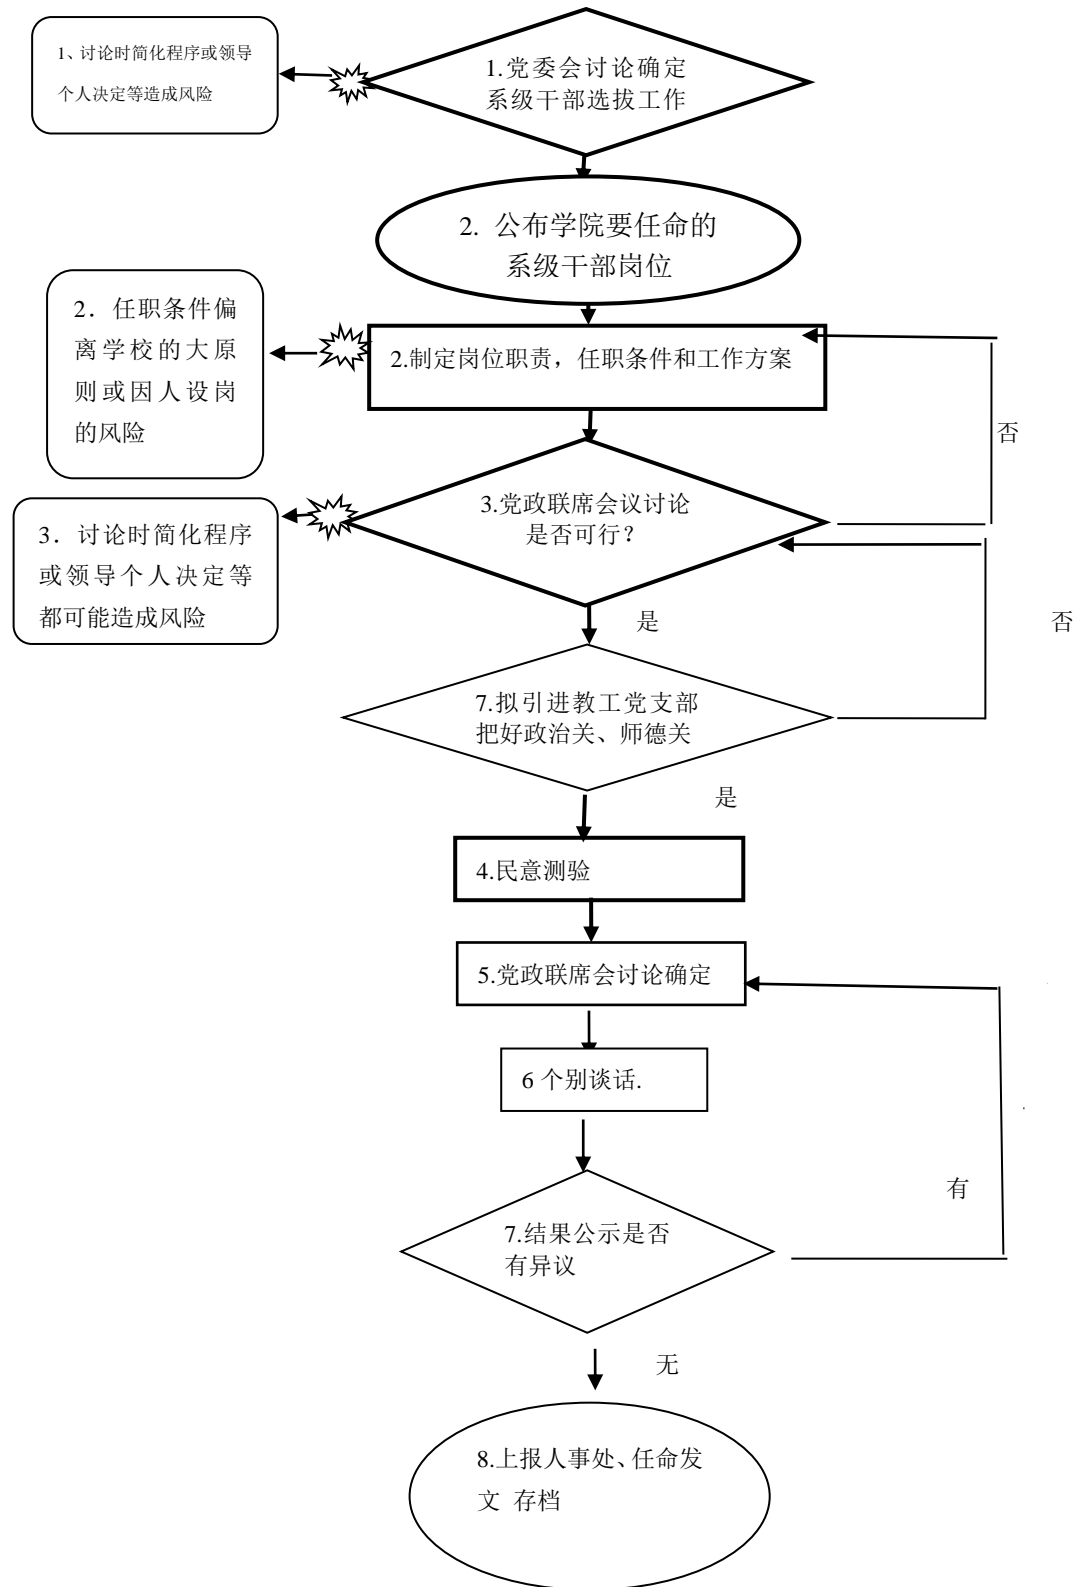 1、讨论时简化程序或领导
个人决定等造成风险
1.党委会讨论确定
系级干部选拔工作
2. 公布学院要任命的
系级干部岗位
2．任职条件偏
离学校的大原
则或因人设岗
的风险
2.制定岗位职责，任职条件和工作方案
否
3.党政联席会议讨论
是否可行？
3．讨论时简化程序
或领导个人决定等
都可能造成风险
是
否
7.拟引进教工党支部
把好政治关、师德关
是
4.民意测验
5.党政联席会讨论确定
6 个别谈话.
有
7.结果公示是否
有异议
无
8.上报人事处、任命发
文 存档